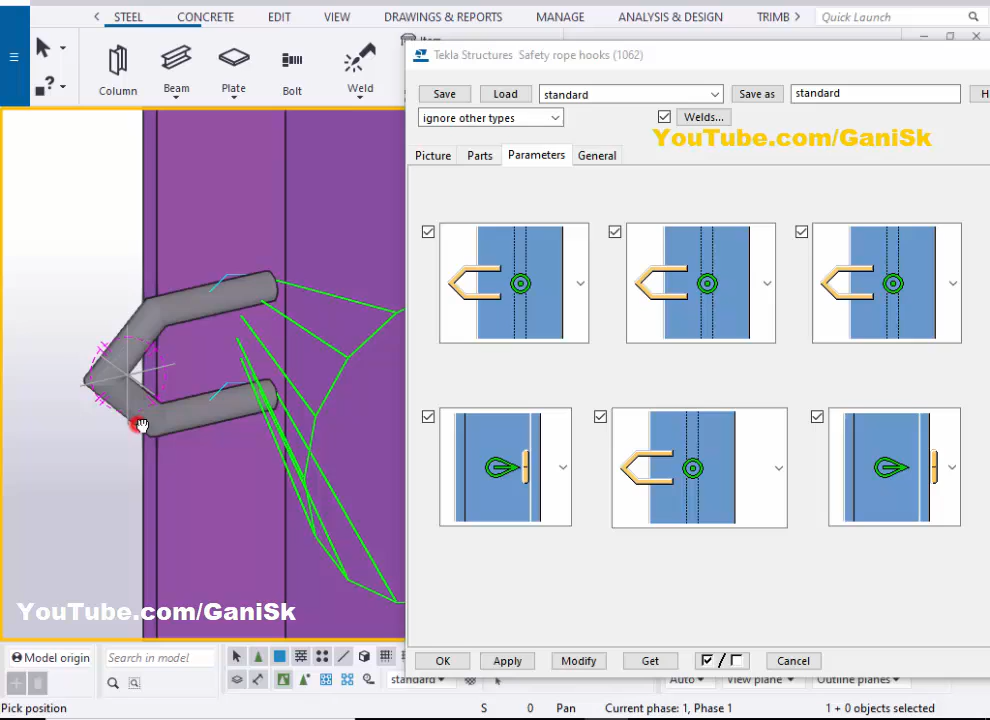 STEEL CONCRETE EDIT VIEW DRAWINGS & REPORTS MANAGE ANALYSIS & DESIGN TRIMB Quick Launch
Item
Tekla Structures Safety rope hooks (1062)
Column Beam Plate Bolt Weld
Save Load standard Save as standard H
ignore other types Welds...
YouTube.com/GaniSk
Picture Parts Parameters General
YouTube.com/GaniSk
Model origin Search in model
OK Apply Modify Get / Cancel
standard Auto View plane Outline planes
Pick position S 0 Pan Current phase: 1, Phase 1 1 + 0 objects selected